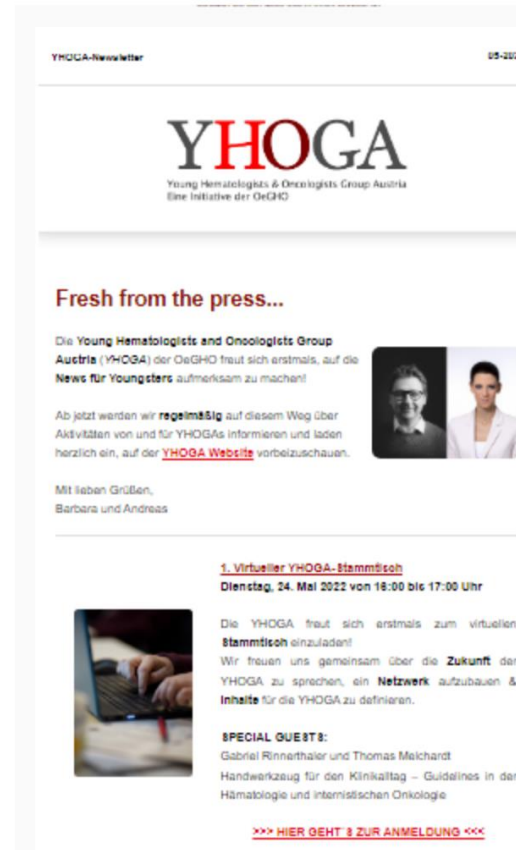 YHOGA-Newsletter
05-202
YHOGA
Young Hematologists & Oncologists Group Austria
Eine Initiative der OeGHO
Fresh from the press...
Die Young Hematologists and Oncologists Group
Austria (YHOGA) der OeGHO freut sich erstmals, auf die
News für Youngsters aufmerksam zu machen!
Ab jetzt werden wir regelmäßig auf diesem Weg über
Aktivitäten von und für YHOGAs informieren und laden
herzlich ein, auf der YHOGA Website vorbeizuschauen.
Mit lieben Grüßen,
Barbara und Andreas
1. Virtueller YHOGA-Stammtisch
Dienstag, 24. Mai 2022 von 16:00 bis 17:00 Uhr
Die YHOGA freut sich erstmals zum virtuellen
Stammtisch einzuladen!
Wir freuen uns gemeinsam über die Zukunft der
YHOGA zu sprechen, ein Netzwerk aufzubauen &
Inhalte für die YHOGA zu definieren.
SPECIAL GUESTS:
Gabriel Rinnerthaler und Thomas Melchardt
Handwerkzeug für den Klinikalltag – Guidelines in der
Hämatologie und internistischen Onkologie
>>> HIER GEHT´S ZUR ANMELDUNG <<<